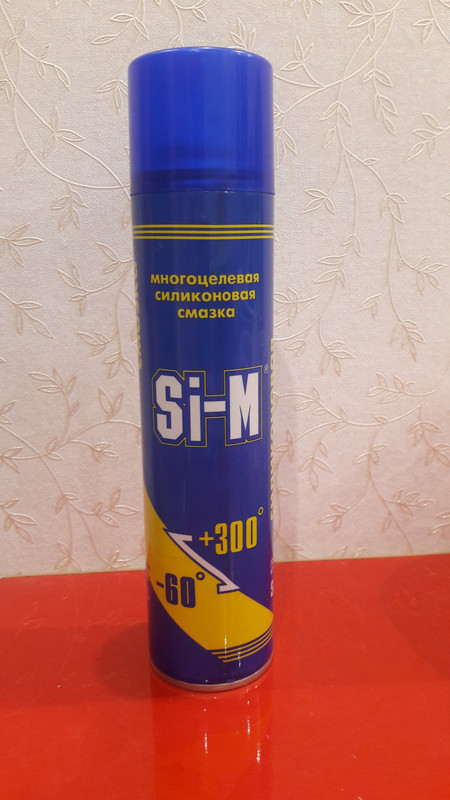 многоцелевая
силиконовая
смазка
Si-M®
+300°
-60°